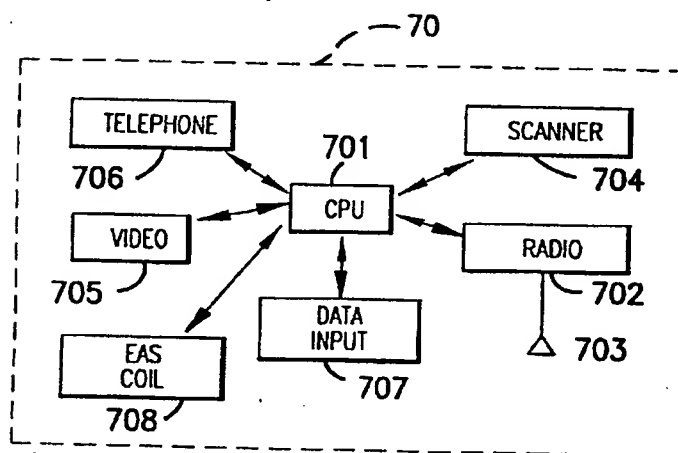 70
TELEPHONE
706
701
CPU
SCANNER
704
VIDEO
705
RADIO
702
703
DATA
INPUT
707
EAS
COIL
708